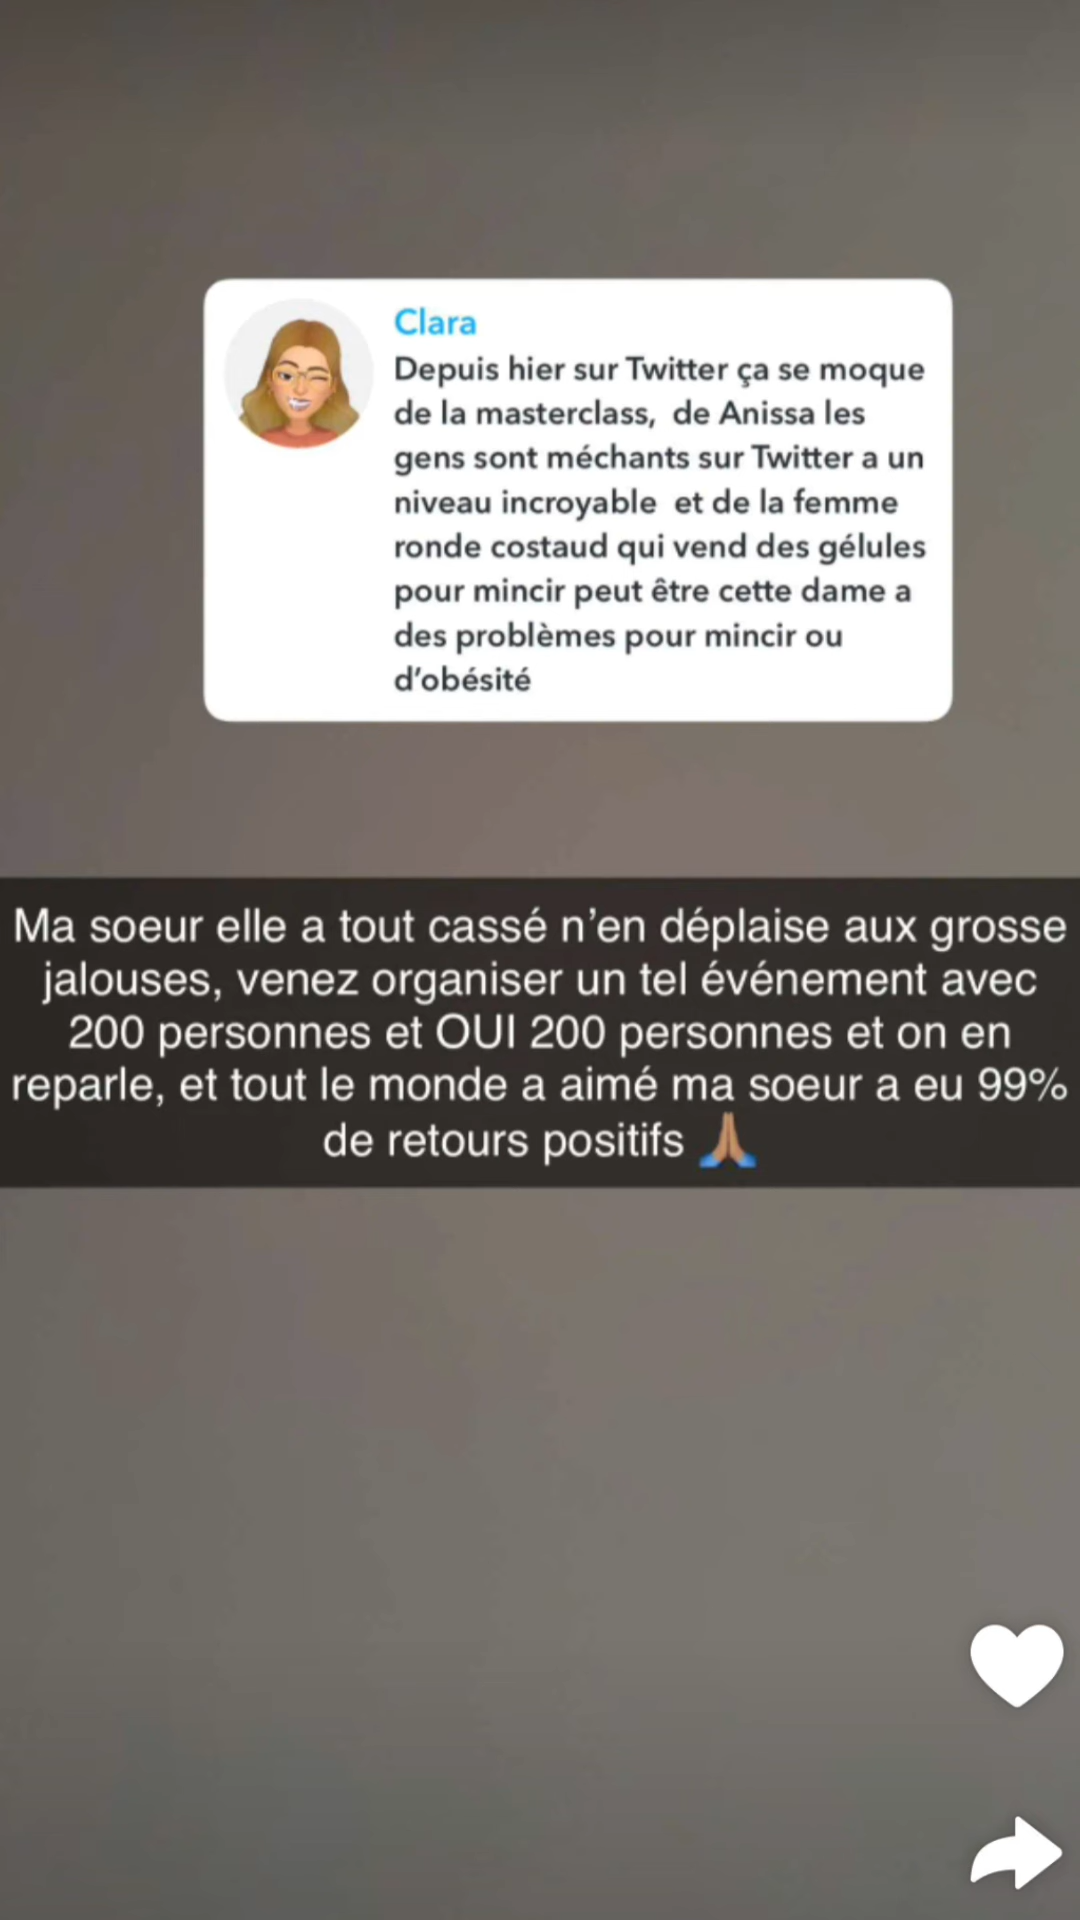 Clara
Depuis hier sur Twitter ça se moque
de la masterclass,  de Anissa les
gens sont méchants sur Twitter a un
niveau incroyable  et de la femme
ronde costaud qui vend des gélules
pour mincir peut être cette dame a
des problèmes pour mincir ou
d’obésité
Ma soeur elle a tout cassé n’en déplaise aux grosse
jalouses, venez organiser un tel événement avec
200 personnes et OUI 200 personnes et on en
reparle, et tout le monde a aimé ma soeur a eu 99%
de retours positifs 🙏🏽